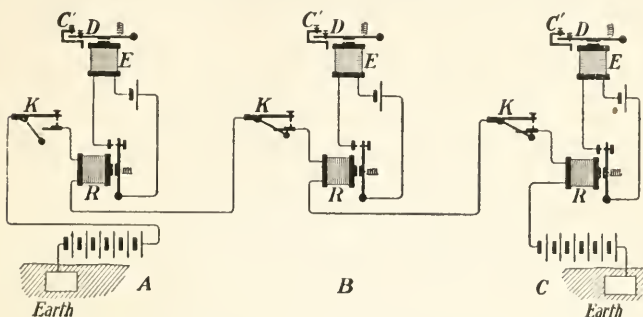 C' D C' D C' D
E E E
K K K
R R R
A B C
Earth Earth